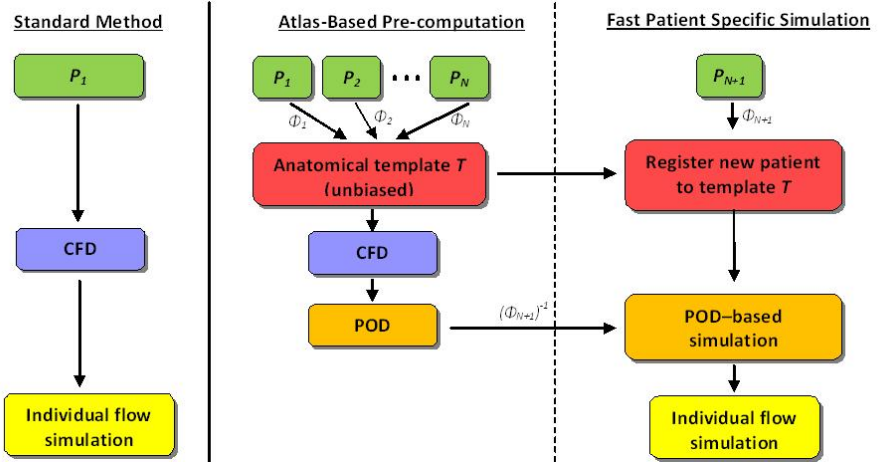 Standard Method
P1
CFD
Individual flow
simulation
Atlas-Based Pre-computation
P1
P2
• • •
PN
Φ1
Φ2
ΦN
Anatomical template T
(unbiased)
CFD
POD
(ΦN+1)-1
Fast Patient Specific Simulation
PN+1
ΦN+1
Register new patient
to template T
POD–based
simulation
Individual flow
simulation